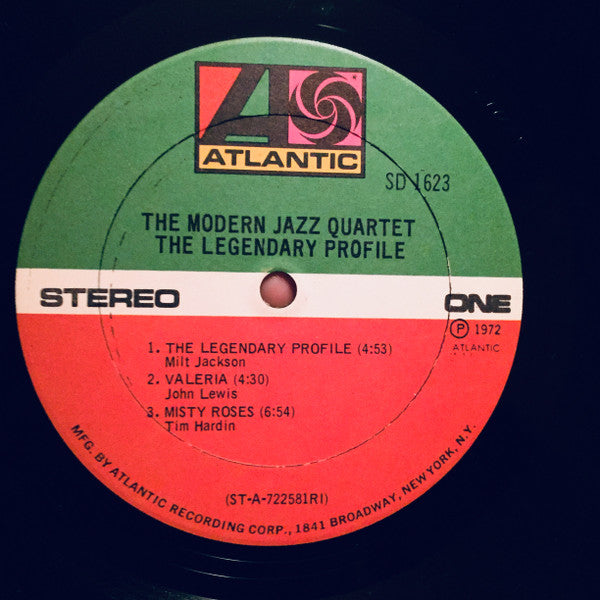 ATLANTIC
SD 1623
THE MODERN JAZZ QUARTET
THE LEGENDARY PROFILE
STEREO
ONE
Ⓟ 1972
ATLANTIC
1. THE LEGENDARY PROFILE (4:53)
Milt Jackson
2. VALERIA (4:30)
John Lewis
3. MISTY ROSES (6:54)
Tim Hardin
(ST-A-722581RI)
MFG. BY ATLANTIC RECORDING CORP., 1841 BROADWAY, NEW YORK, N.Y.